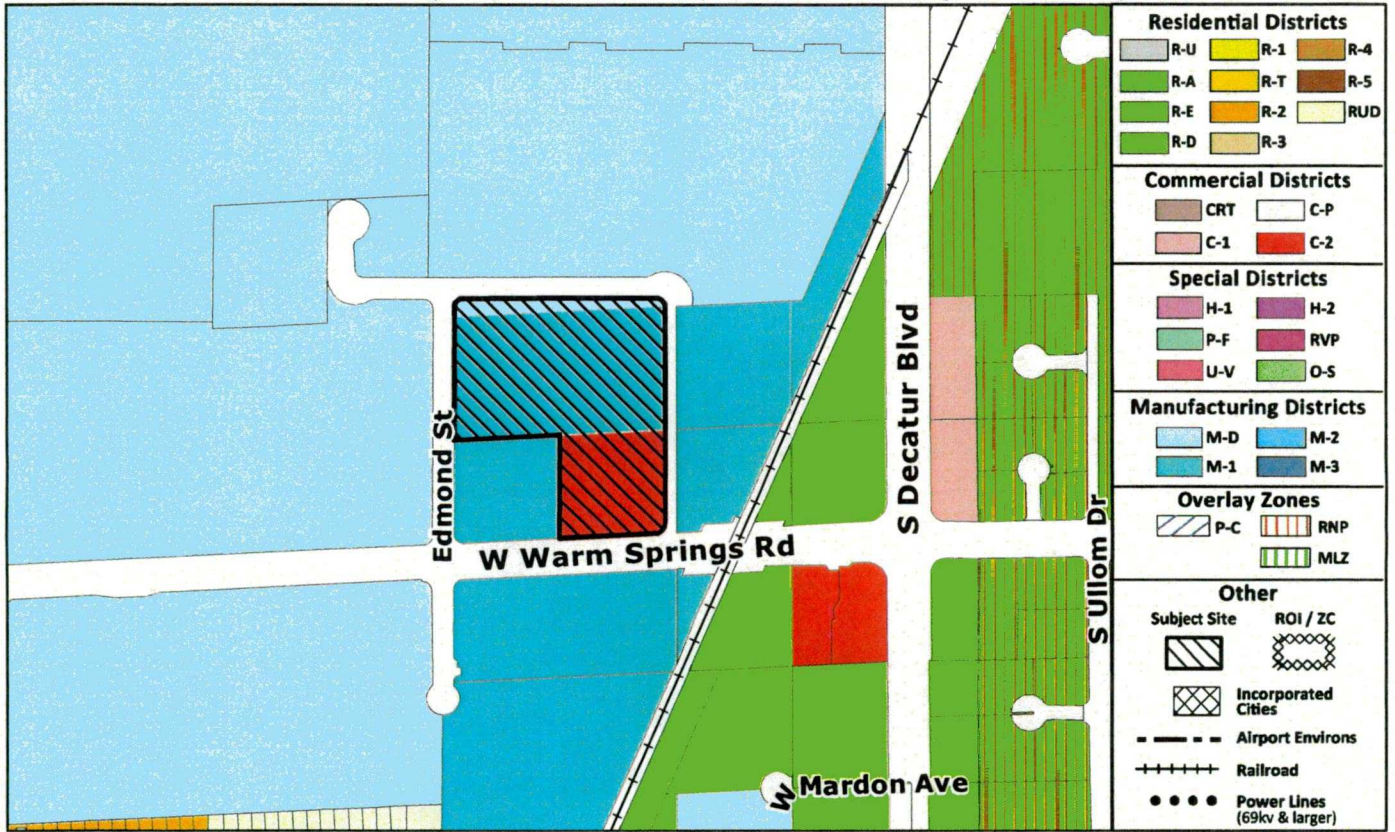 Edmond St
W Warm Springs Rd
S Decatur Blvd
S Ullom Dr
W Mardon Ave
Residential Districts
R-U R-1 R-4
R-A R-T R-5
R-E R-2 RUD
R-D R-3
Commercial Districts
CRT C-P
C-1 C-2
Special Districts
H-1 H-2
P-F RVP
U-V O-S
Manufacturing Districts
M-D M-2
M-1 M-3
Overlay Zones
P-C RNP
MLZ
Other
Subject Site ROI / ZC
Incorporated
Cities
Airport Environs
Railroad
Power Lines
(69kv & larger)